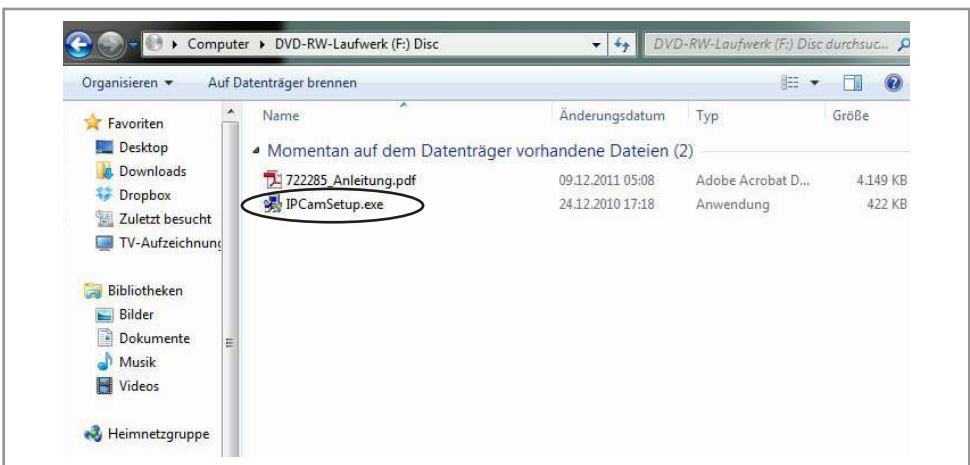 Computer ▸ DVD-RW-Laufwerk (F:) Disc
DVD-RW-Laufwerk (F:) Disc durchsuc...
Organisieren
Auf Datenträger brennen
Name
Änderungsdatum
Typ
Größe
Favoriten
Desktop
Downloads
Dropbox
Zuletzt besucht
TV-Aufzeichnung
Momentan auf dem Datenträger vorhandene Dateien (2)
722285_Anleitung.pdf 09.12.2011 05:08 Adobe Acrobat D... 4.149 KB
IPCamSetup.exe 24.12.2010 17:18 Anwendung 422 KB
Bibliotheken
Bilder
Dokumente
Musik
Videos
Heimnetzgruppe